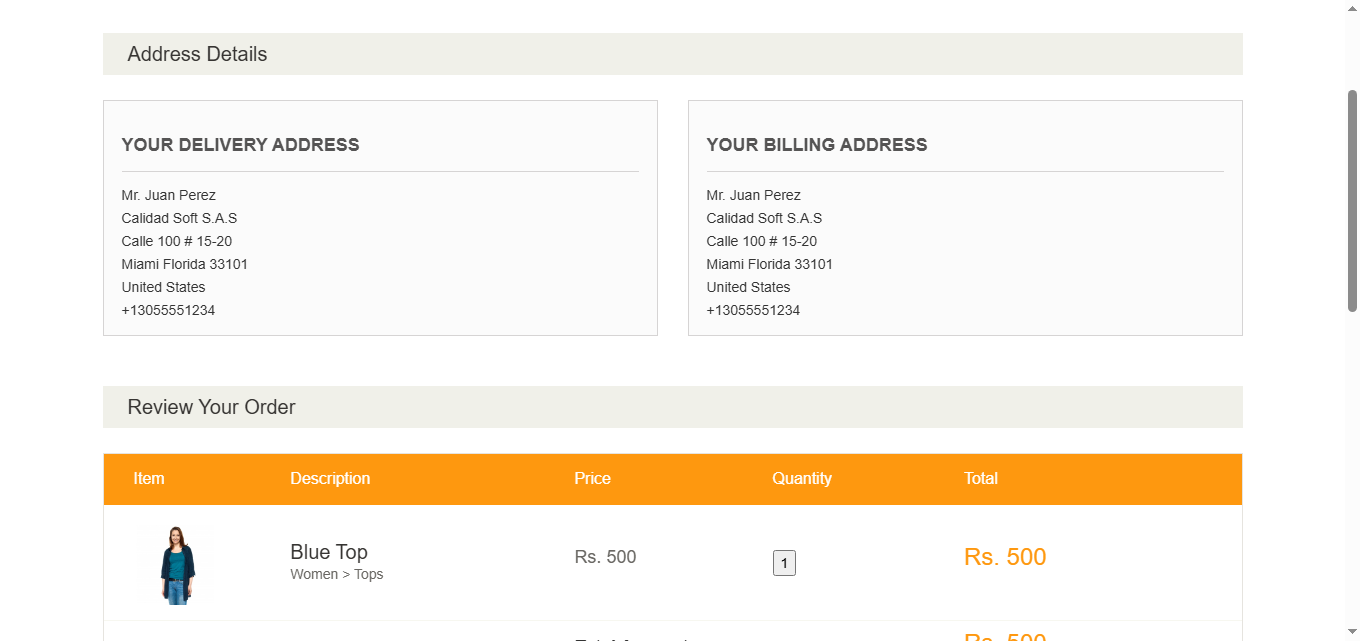 Address Details
YOUR DELIVERY ADDRESS
Mr. Juan Perez
Calidad Soft S.A.S
Calle 100 # 15-20
Miami Florida 33101
United States
+13055551234
YOUR BILLING ADDRESS
Mr. Juan Perez
Calidad Soft S.A.S
Calle 100 # 15-20
Miami Florida 33101
United States
+13055551234
Review Your Order
Item Description Price Quantity Total
Blue Top
Women > Tops
Rs. 500
1
Rs. 500
Rs. 500